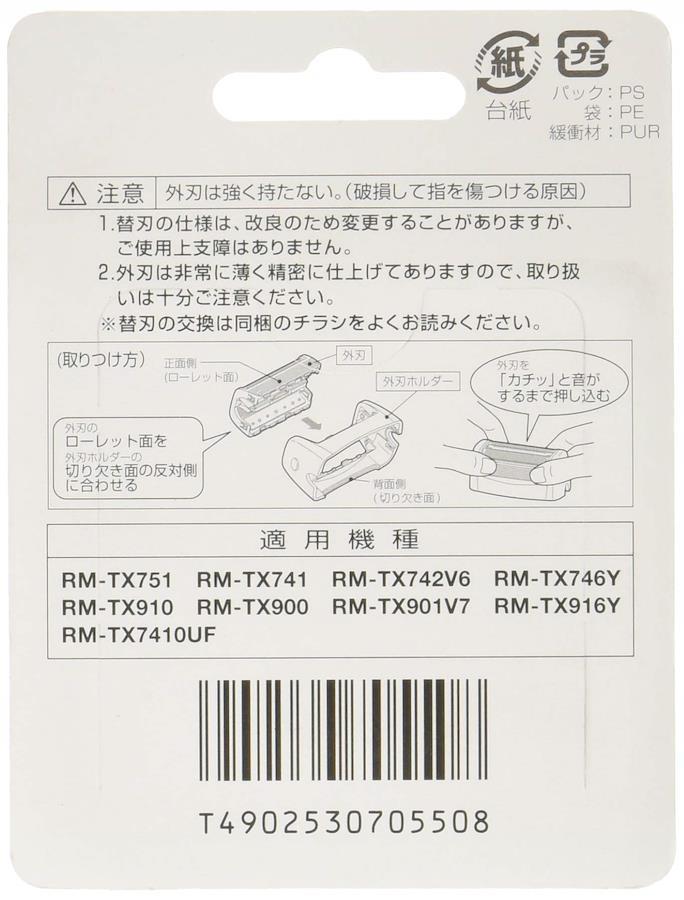 紙
プラ
台紙
パック：PS
袋：PE
緩衝材：PUR
注意 外刃は強く持たない。（破損して指を傷つける原因）
1.替刃の仕様は、改良のため変更することがありますが、
ご使用上支障はありません。
2.外刃は非常に薄く精密に仕上げてありますので、取り扱
いは十分ご注意ください。
※替刃の交換は同梱のチラシをよくお読みください。
（取りつけ方）
正面側
（ローレット面）
外刃
外刃ホルダー
外刃を
「カチッ」と音が
するまで押し込む
外刃の
ローレット面を
外刃ホルダーの
切り欠き面の反対側
に合わせる
背面側
（切り欠き面）
適用機種
RM-TX751 RM-TX741 RM-TX742V6 RM-TX746Y
RM-TX910 RM-TX900 RM-TX901V7 RM-TX916Y
RM-TX7410UF
T4902530705508